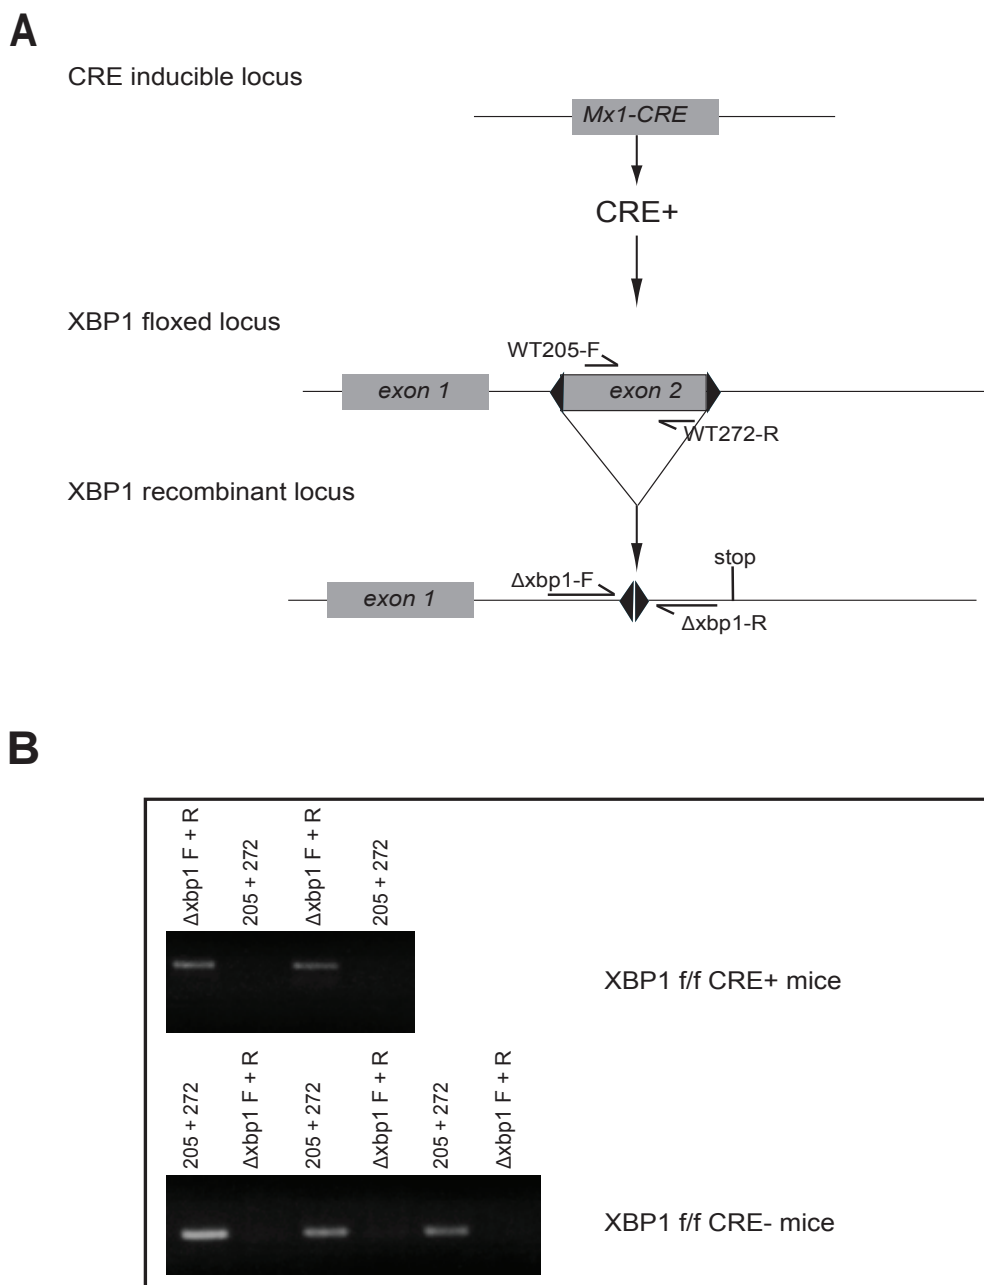 A
CRE inducible locus
Mx1-CRE
CRE+
XBP1 floxed locus
WT205-F
exon 1
exon 2
WT272-R
XBP1 recombinant locus
stop
Δxbp1-F
exon 1
Δxbp1-R
B
Δxbp1 F + R
205 + 272
Δxbp1 F + R
205 + 272
XBP1 f/f CRE+ mice
205 + 272
Δxbp1 F + R
205 + 272
Δxbp1 F + R
205 + 272
Δxbp1 F + R
XBP1 f/f CRE- mice